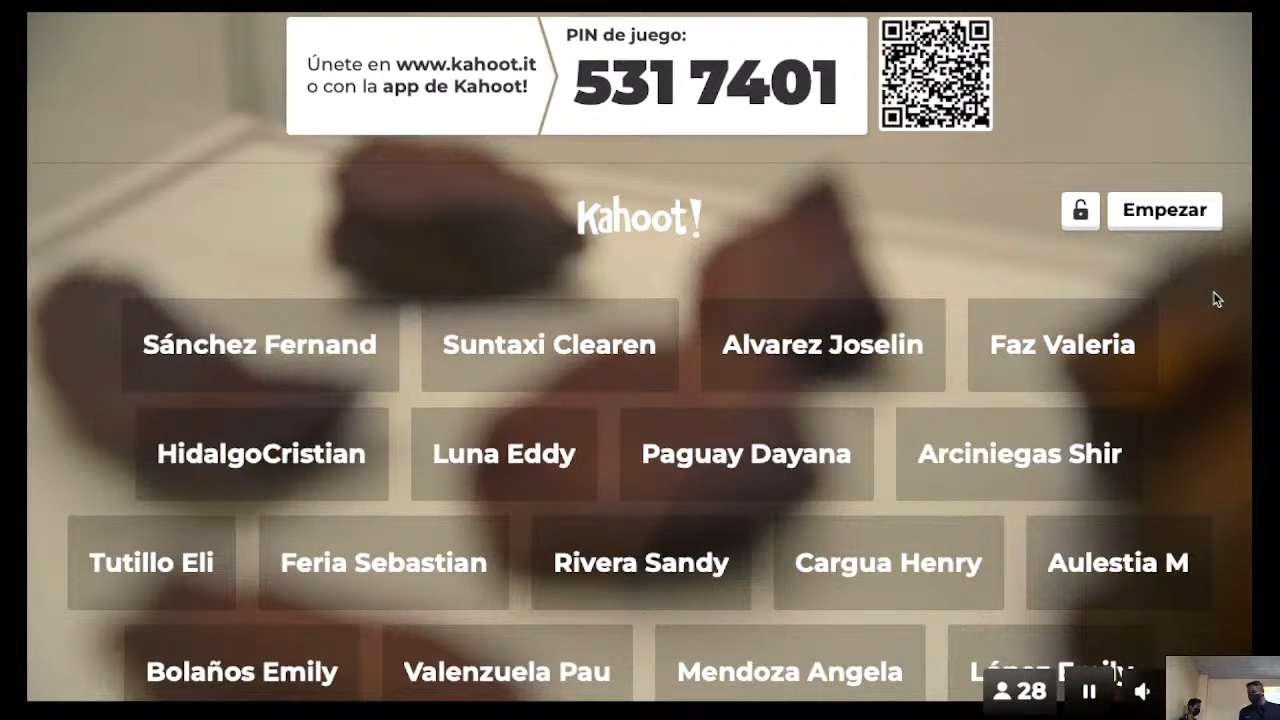 Únete en www.kahoot.it
o con la app de Kahoot!
PIN de juego:
531 7401
Kahoot!
Empezar
Sánchez Fernand
Suntaxi Clearen
Alvarez Joselin
Faz Valeria
HidalgoCristian
Luna Eddy
Paguay Dayana
Arciniegas Shir
Tutillo Eli
Feria Sebastian
Rivera Sandy
Cargua Henry
Aulestia M
Bolaños Emily
Valenzuela Pau
Mendoza Angela
López Emily
28